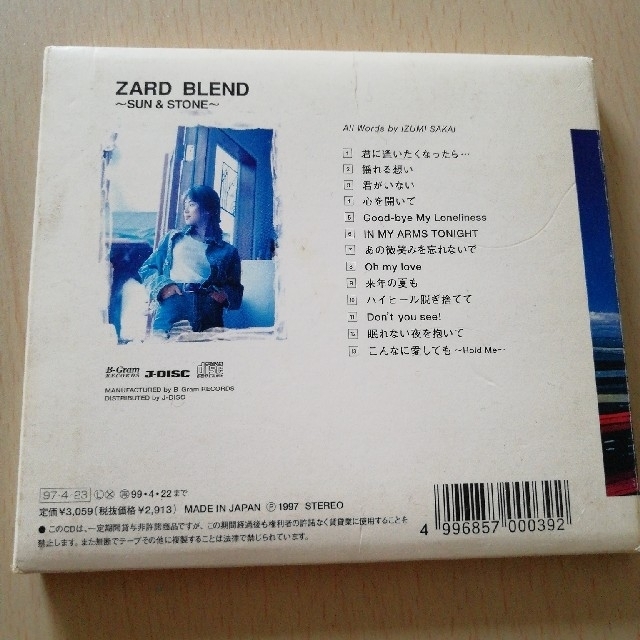 ZARD BLEND
～SUN & STONE～
All Words by IZUMI SAKAI
1 君に逢いたくなったら…
2 揺れる想い
3 君がいない
4 心を開いて
5 Good-bye My Loneliness
6 IN MY ARMS TONIGHT
7 あの微笑みを忘れないで
8 Oh my love
9 来年の夏も
10 ハイヒール脱ぎ捨てて
11 Don't you see!
12 眠れない夜を抱いて
13 こんなに愛しても ～Hold Me～
B-Gram RECORDS J-DISC COMPACT disc DIGITAL AUDIO
MANUFACTURED by B-Gram RECORDS
DISTRIBUTED by J-DISC
97・4・23 Ⓛ Ⓧ 再99・4・22まで
定価¥3,059(税抜価格¥2,913) MADE IN JAPAN Ⓟ 1997 STEREO
●このCDは、一定期間貸与非許諾商品ですが、この期間経過後も権利者の許諾なく賃貸業に使用することを
禁止します。また無断でテープその他に複製することは法律で禁じられています。
4 996857 000392